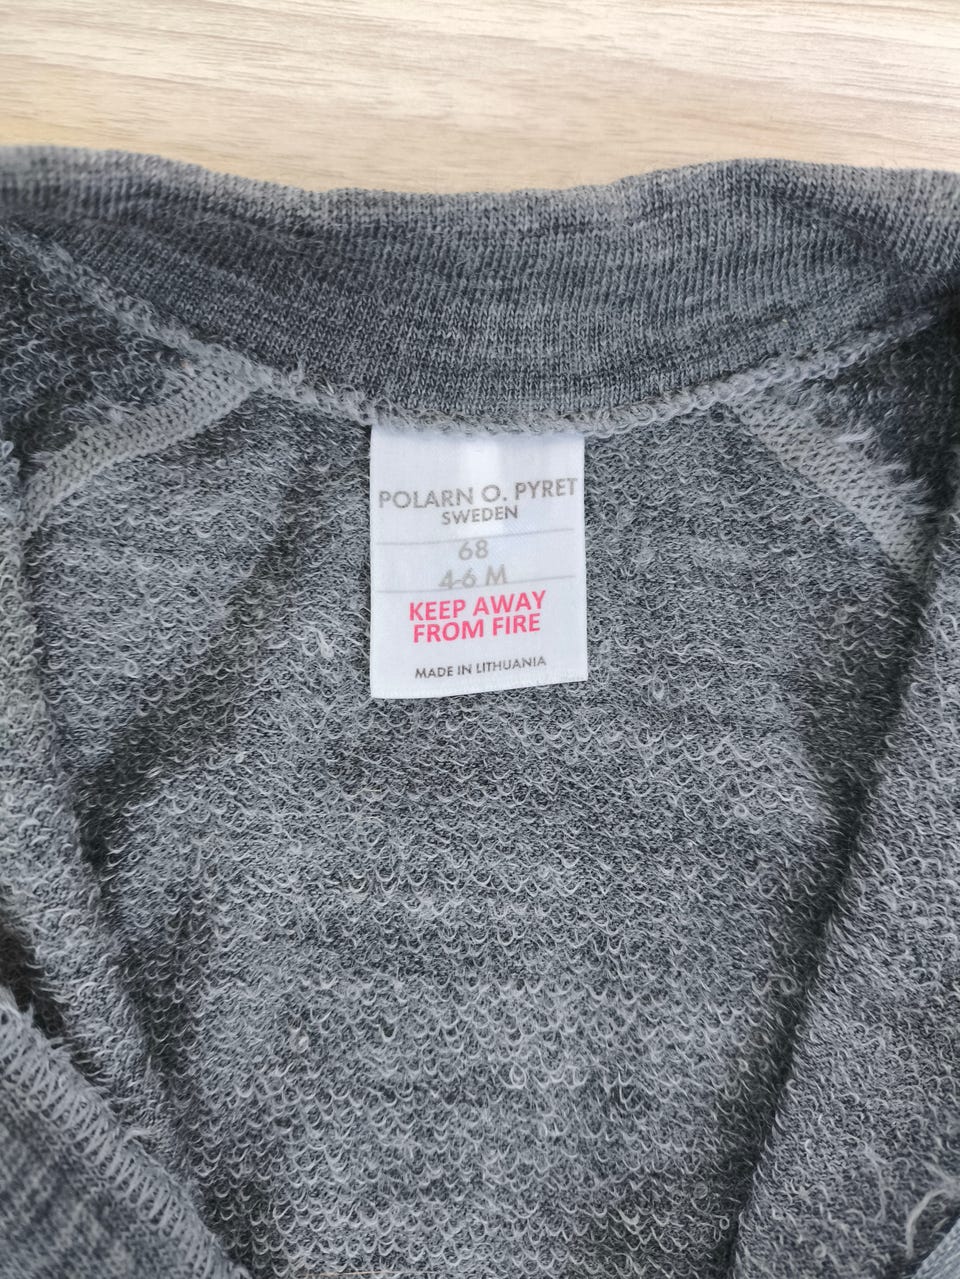 POLARN O. PYRET
SWEDEN
68
4-6 M
KEEP AWAY
FROM FIRE
MADE IN LITHUANIA